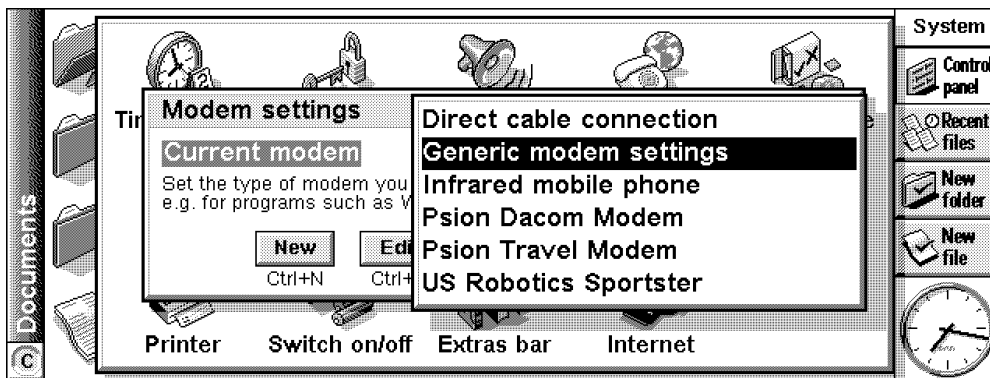 System
Control
panel
Recent
files
New
folder
New
file
Documents
C
Modem settings
Current modem
Set the type of modem you
e.g. for programs such as
New
Ctrl+N
Direct cable connection
Generic modem settings
Infrared mobile phone
Psion Dacom Modem
Psion Travel Modem
US Robotics Sportster
Printer
Switch on/off
Extras bar
Internet